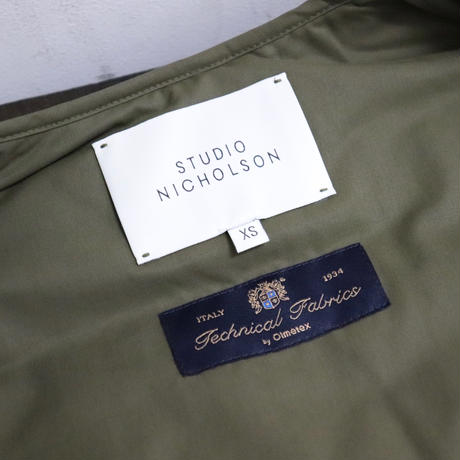 STUDIO
NICHOLSON
XS
ITALY 1934
Technical Fabrics
by Olmetex